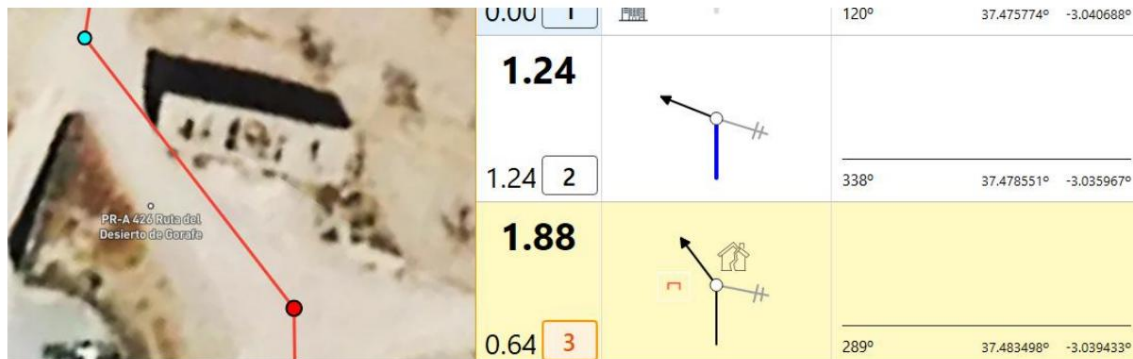 PR-A 426 Ruta del
Desierto de Gorafe
0.00 1 120º 37.475774º -3.040688º
1.24
1.24 2 338º 37.478551º -3.035967º
1.88
0.64 3 289º 37.483498º -3.039433º